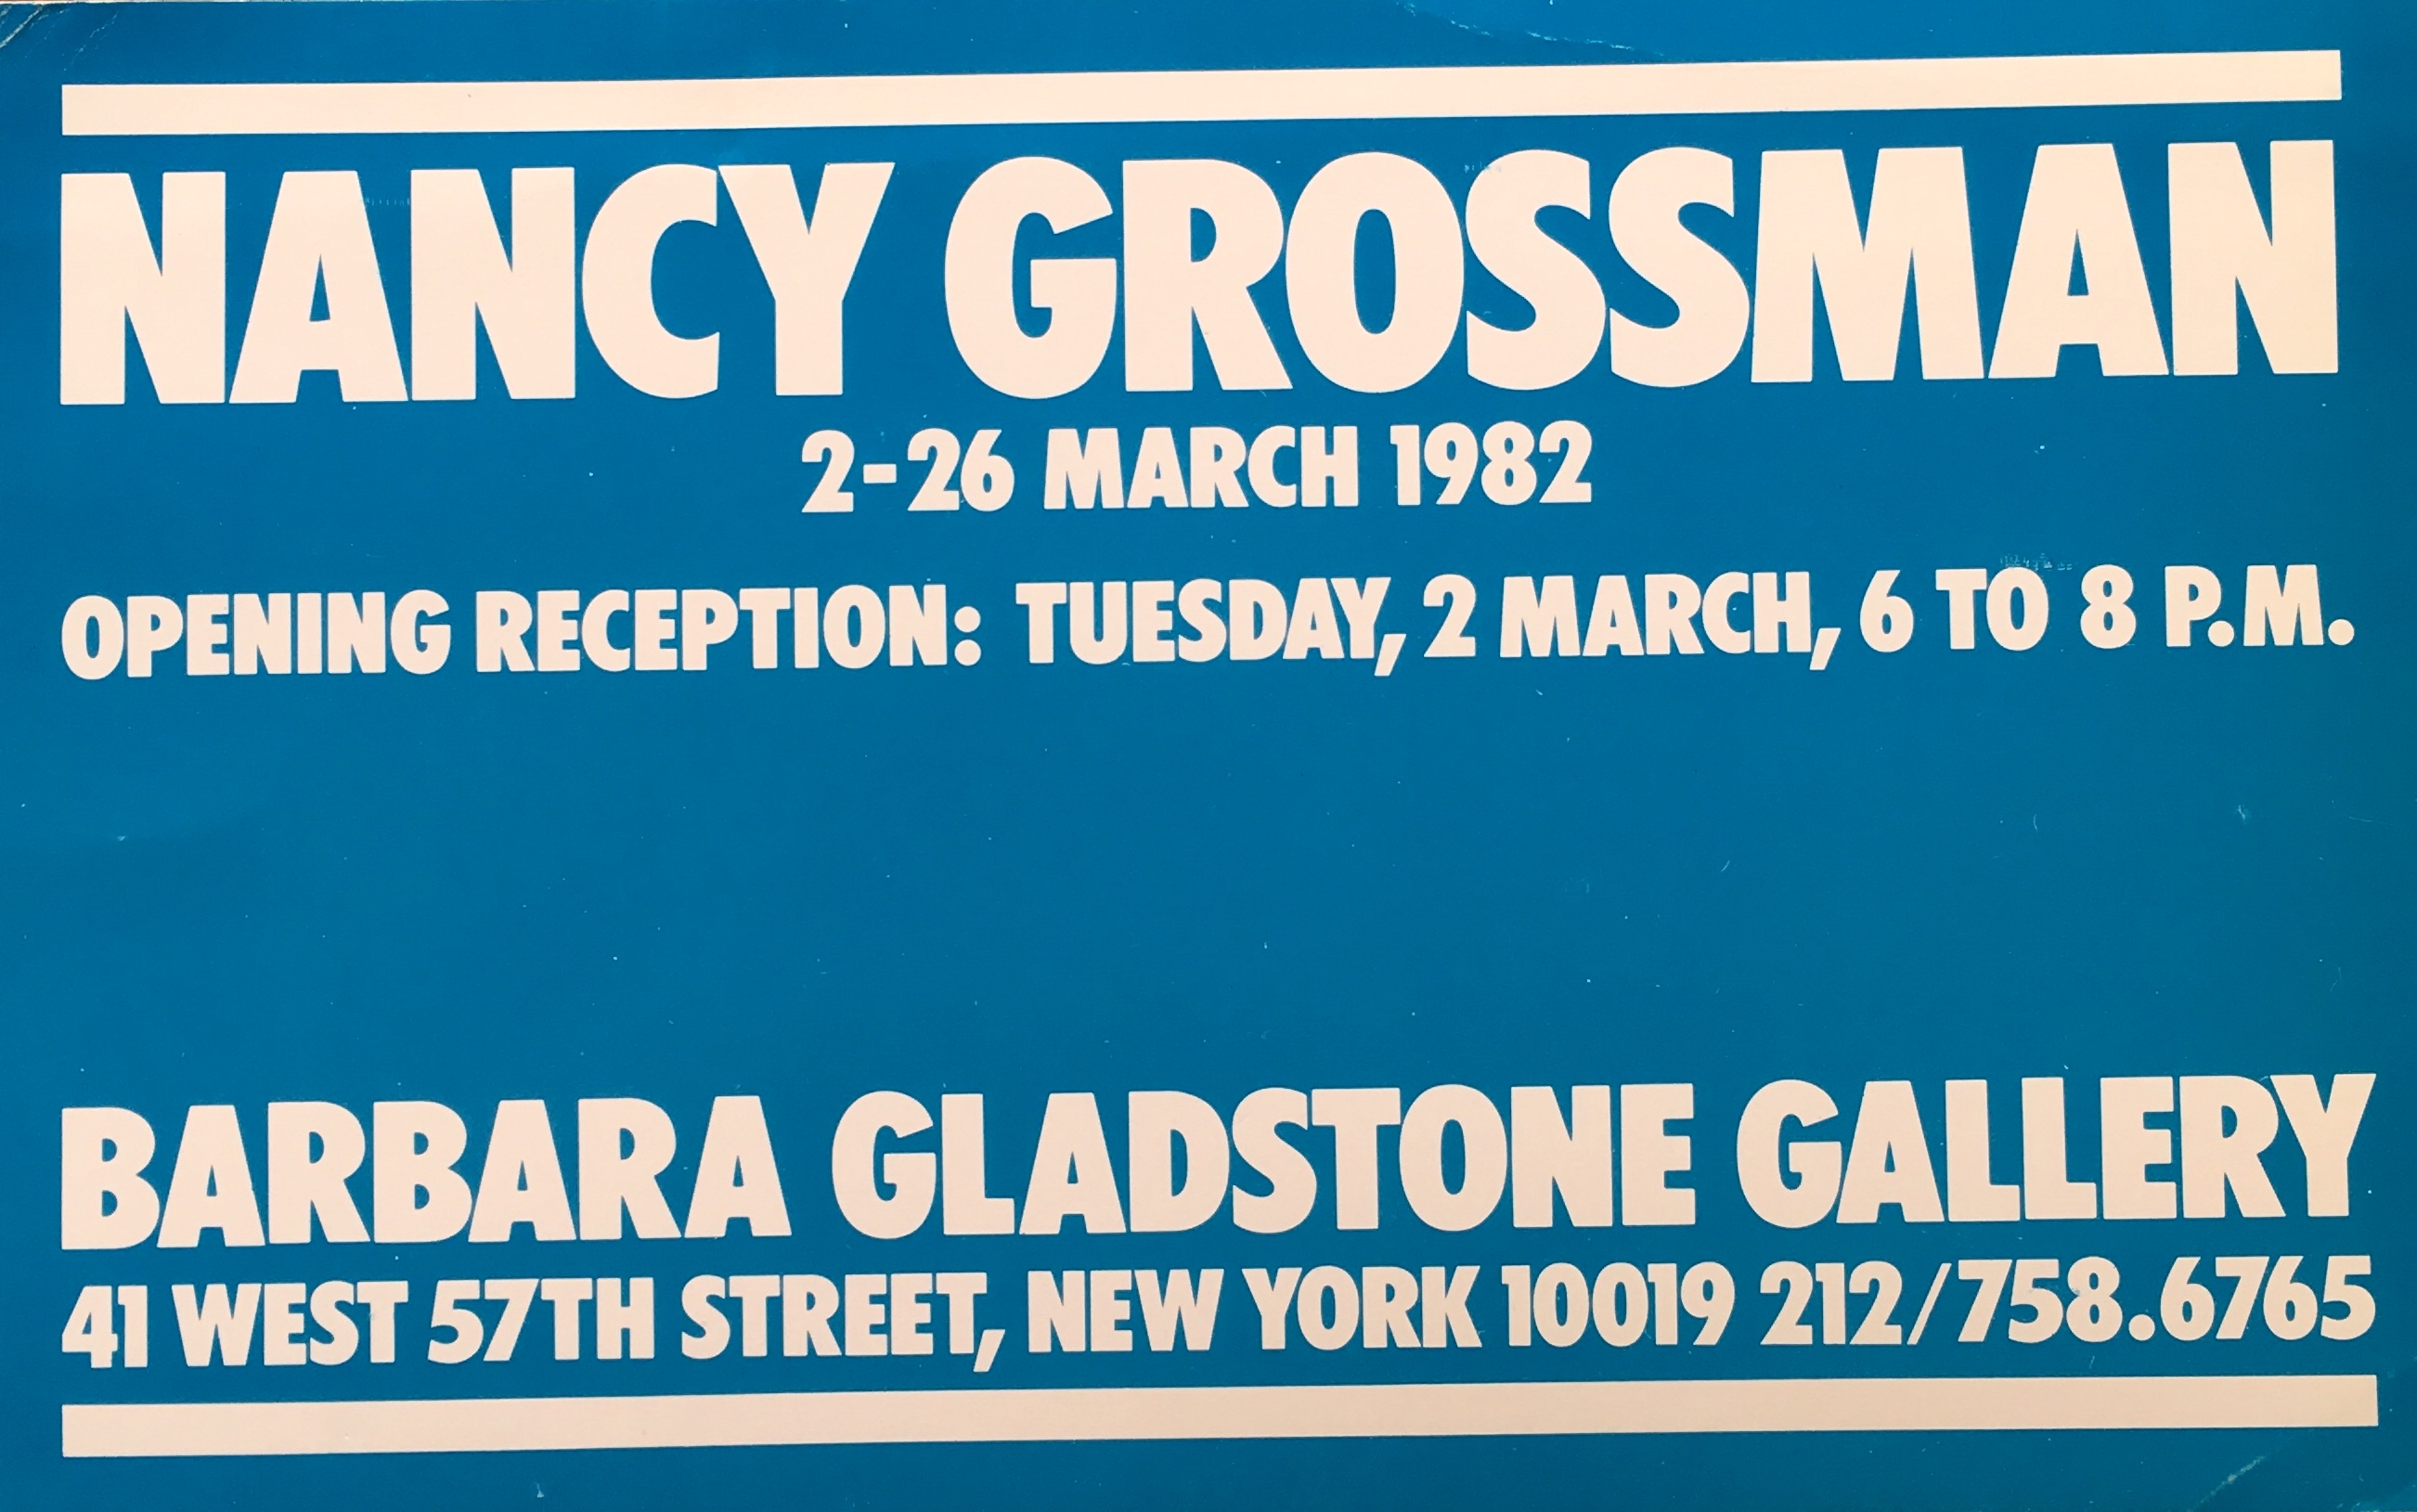 NANCY GROSSMAN
2-26 MARCH 1982
OPENING RECEPTION: TUESDAY, 2 MARCH, 6 TO 8 P.M.
BARBARA GLADSTONE GALLERY
41 WEST 57TH STREET, NEW YORK 10019 212/758.6765